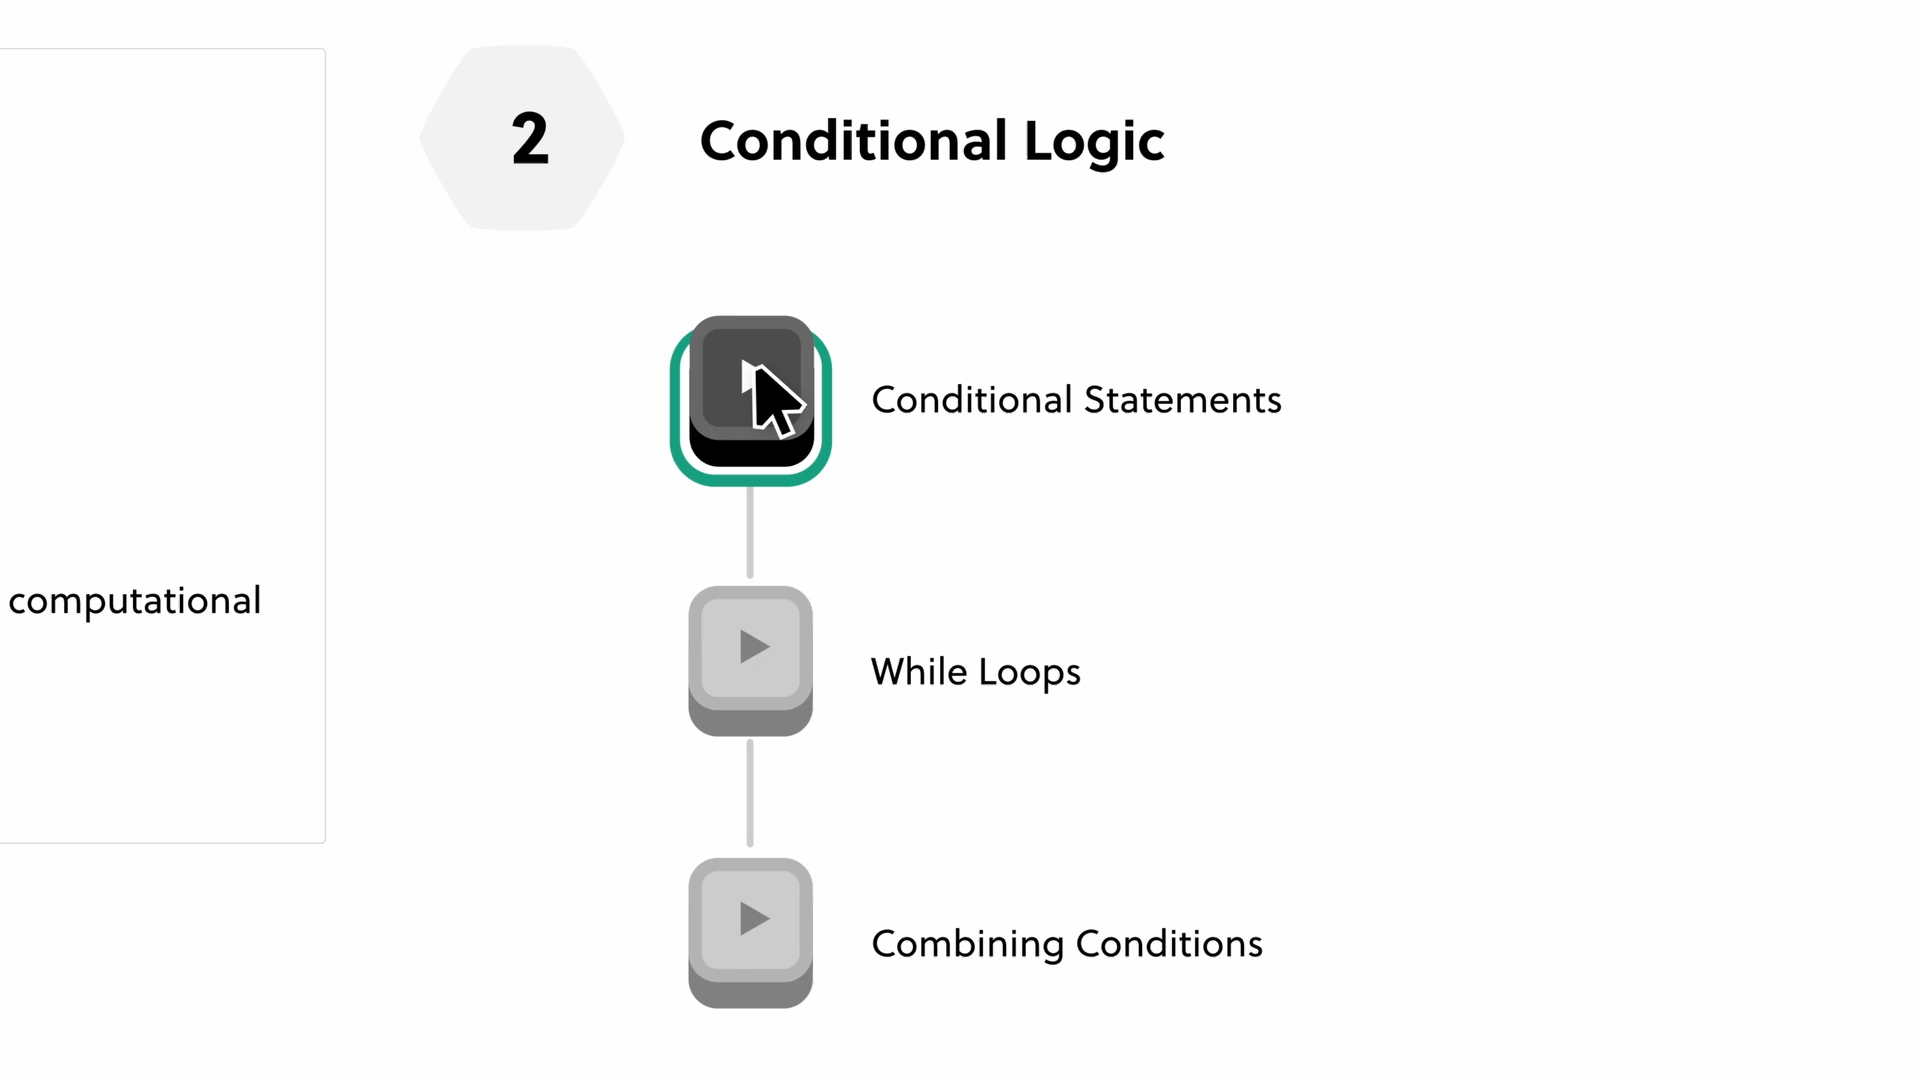 2
Conditional Logic
Conditional Statements
computational
While Loops
Combining Conditions